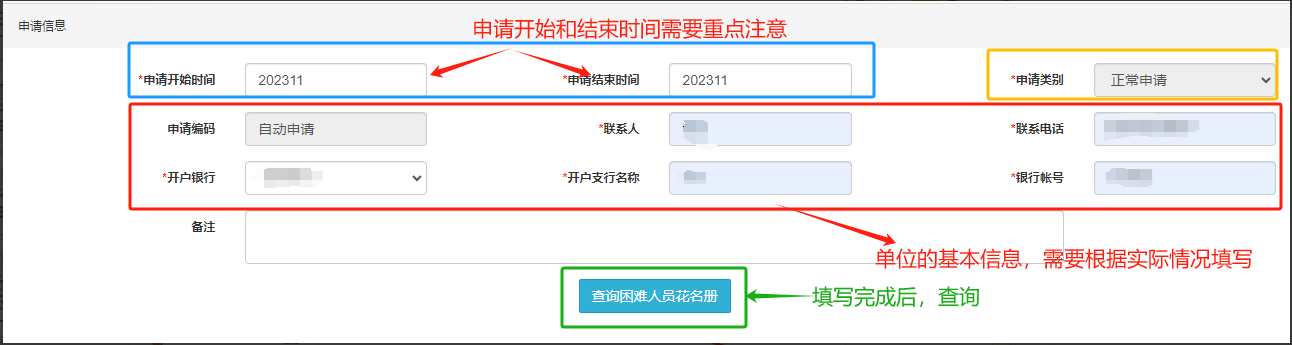 申请信息
申请开始和结束时间需要重点注意
*申请开始时间 202311 *申请结束时间 202311 *申请类别 正常申请
申请编码 自动申请 *联系人 *联系电话
*开户银行 *开户支行名称 *银行帐号
备注
单位的基本信息，需要根据实际情况填写
查询困难人员花名册 填写完成后，查询